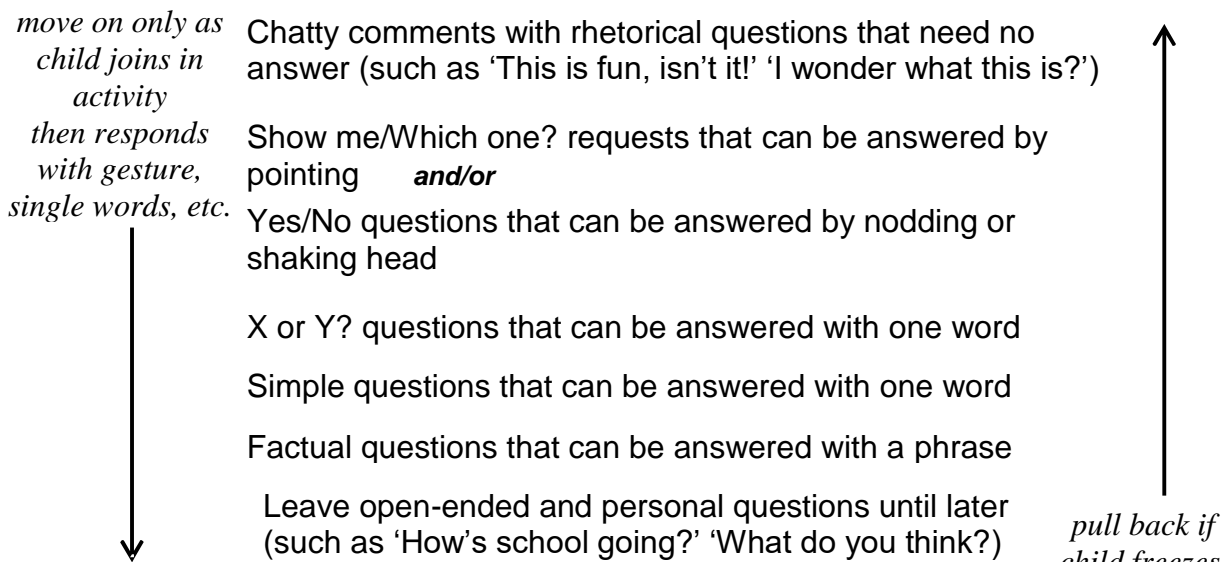 move on only as
child joins in
activity
then responds
with gesture,
single words, etc.
Chatty comments with rhetorical questions that need no
answer (such as ‘This is fun, isn’t it!’ ‘I wonder what this is?’)
Show me/Which one? requests that can be answered by
pointing and/or
Yes/No questions that can be answered by nodding or
shaking head
X or Y? questions that can be answered with one word
Simple questions that can be answered with one word
Factual questions that can be answered with a phrase
Leave open-ended and personal questions until later
(such as ‘How’s school going?’ ‘What do you think?)
pull back if
child freezes